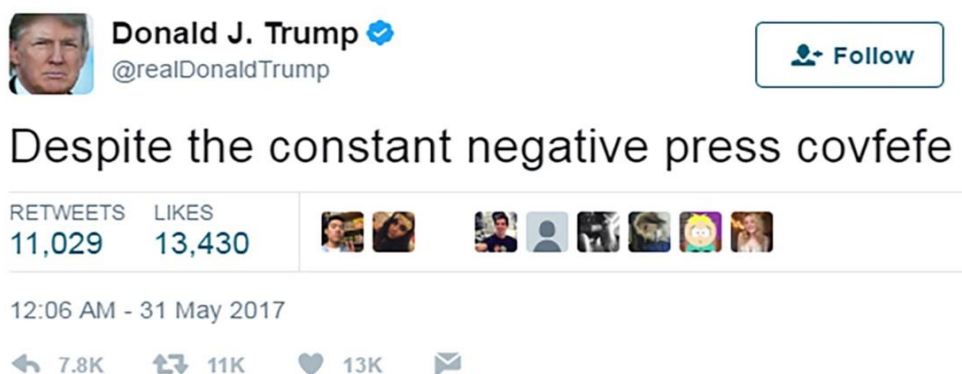 Donald J. Trump
@realDonaldTrump
Follow
Despite the constant negative press covfefe
RETWEETS LIKES
11,029 13,430
12:06 AM - 31 May 2017
7.8K 11K 13K